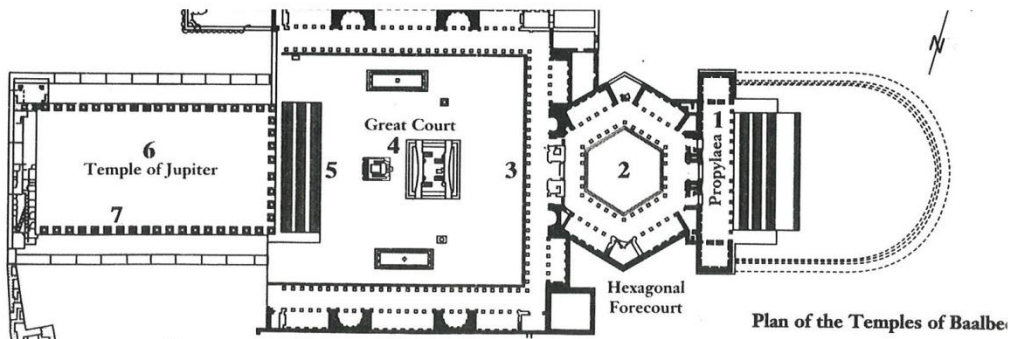 N
Great Court
1
Propylaea
6
Temple of Jupiter
4
5
3
2
7
Hexagonal
Forecourt
Plan of the Temples of Baalbe